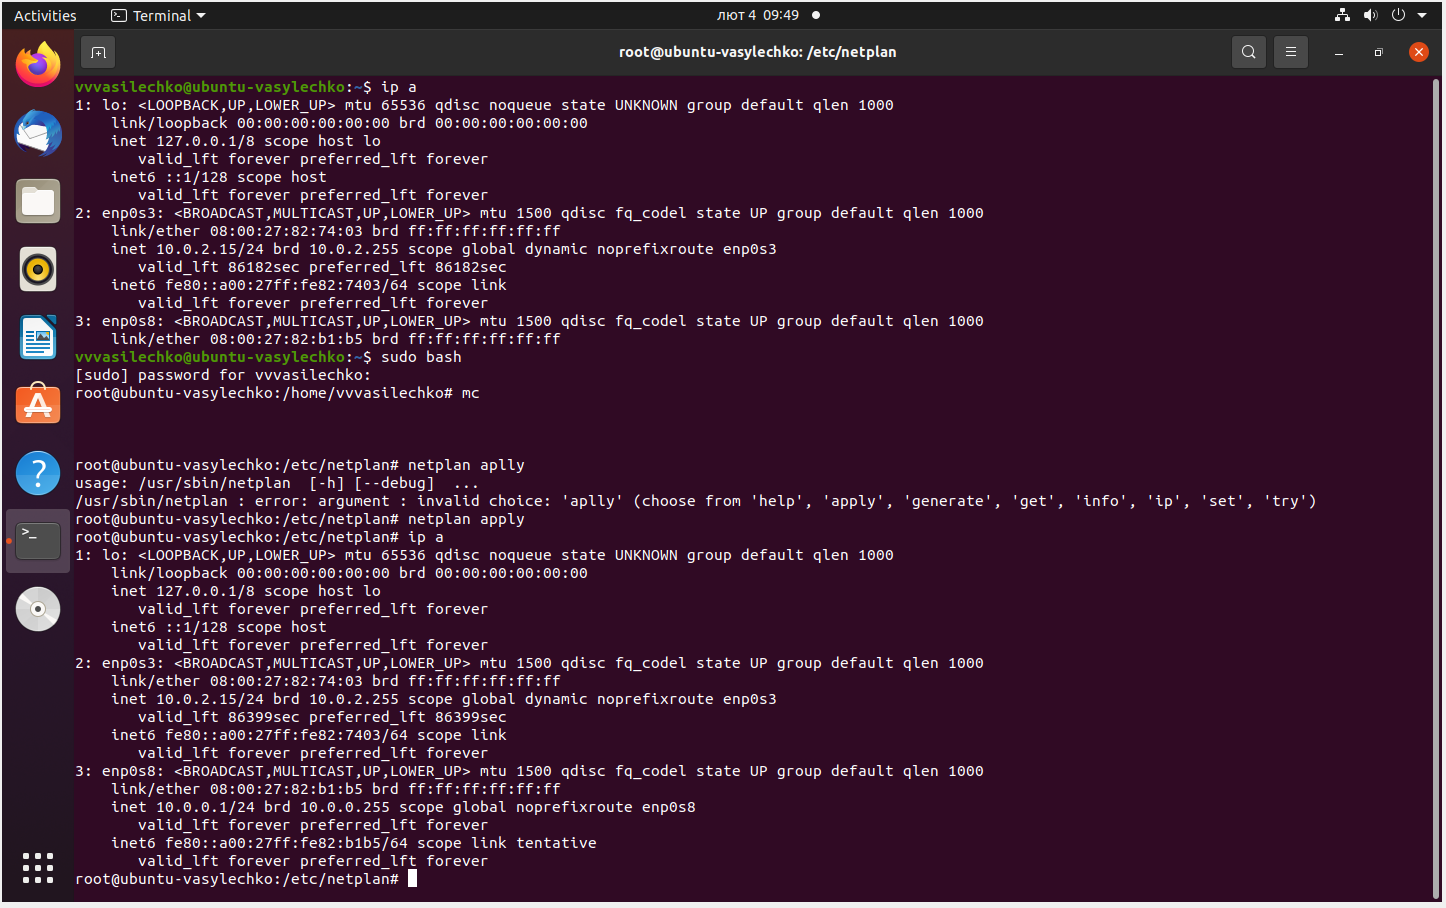 Activities
Terminal
лют 4 09:49
root@ubuntu-vasylechko: /etc/netplan
vvvasilechko@ubuntu-vasylechko:~$ ip a
1: lo: <LOOPBACK,UP,LOWER_UP> mtu 65536 qdisc noqueue state UNKNOWN group default qlen 1000
    link/loopback 00:00:00:00:00:00 brd 00:00:00:00:00:00
    inet 127.0.0.1/8 scope host lo
       valid_lft forever preferred_lft forever
    inet6 ::1/128 scope host
       valid_lft forever preferred_lft forever
2: enp0s3: <BROADCAST,MULTICAST,UP,LOWER_UP> mtu 1500 qdisc fq_codel state UP group default qlen 1000
    link/ether 08:00:27:82:74:03 brd ff:ff:ff:ff:ff:ff
    inet 10.0.2.15/24 brd 10.0.2.255 scope global dynamic noprefixroute enp0s3
       valid_lft 86182sec preferred_lft 86182sec
    inet6 fe80::a00:27ff:fe82:7403/64 scope link
       valid_lft forever preferred_lft forever
3: enp0s8: <BROADCAST,MULTICAST,UP,LOWER_UP> mtu 1500 qdisc fq_codel state UP group default qlen 1000
    link/ether 08:00:27:82:b1:b5 brd ff:ff:ff:ff:ff:ff
vvvasilechko@ubuntu-vasylechko:~$ sudo bash
[sudo] password for vvvasilechko:
root@ubuntu-vasylechko:/home/vvvasilechko# mc
root@ubuntu-vasylechko:/etc/netplan# netplan aplly
usage: /usr/sbin/netplan  [-h] [--debug]  ...
/usr/sbin/netplan : error: argument : invalid choice: 'aplly' (choose from 'help', 'apply', 'generate', 'get', 'info', 'ip', 'set', 'try')
root@ubuntu-vasylechko:/etc/netplan# netplan apply
root@ubuntu-vasylechko:/etc/netplan# ip a
1: lo: <LOOPBACK,UP,LOWER_UP> mtu 65536 qdisc noqueue state UNKNOWN group default qlen 1000
    link/loopback 00:00:00:00:00:00 brd 00:00:00:00:00:00
    inet 127.0.0.1/8 scope host lo
       valid_lft forever preferred_lft forever
    inet6 ::1/128 scope host
       valid_lft forever preferred_lft forever
2: enp0s3: <BROADCAST,MULTICAST,UP,LOWER_UP> mtu 1500 qdisc fq_codel state UP group default qlen 1000
    link/ether 08:00:27:82:74:03 brd ff:ff:ff:ff:ff:ff
    inet 10.0.2.15/24 brd 10.0.2.255 scope global dynamic noprefixroute enp0s3
       valid_lft 86399sec preferred_lft 86399sec
    inet6 fe80::a00:27ff:fe82:7403/64 scope link
       valid_lft forever preferred_lft forever
3: enp0s8: <BROADCAST,MULTICAST,UP,LOWER_UP> mtu 1500 qdisc fq_codel state UP group default qlen 1000
    link/ether 08:00:27:82:b1:b5 brd ff:ff:ff:ff:ff:ff
    inet 10.0.0.1/24 brd 10.0.0.255 scope global noprefixroute enp0s8
       valid_lft forever preferred_lft forever
    inet6 fe80::a00:27ff:fe82:b1b5/64 scope link tentative
       valid_lft forever preferred_lft forever
root@ubuntu-vasylechko:/etc/netplan#